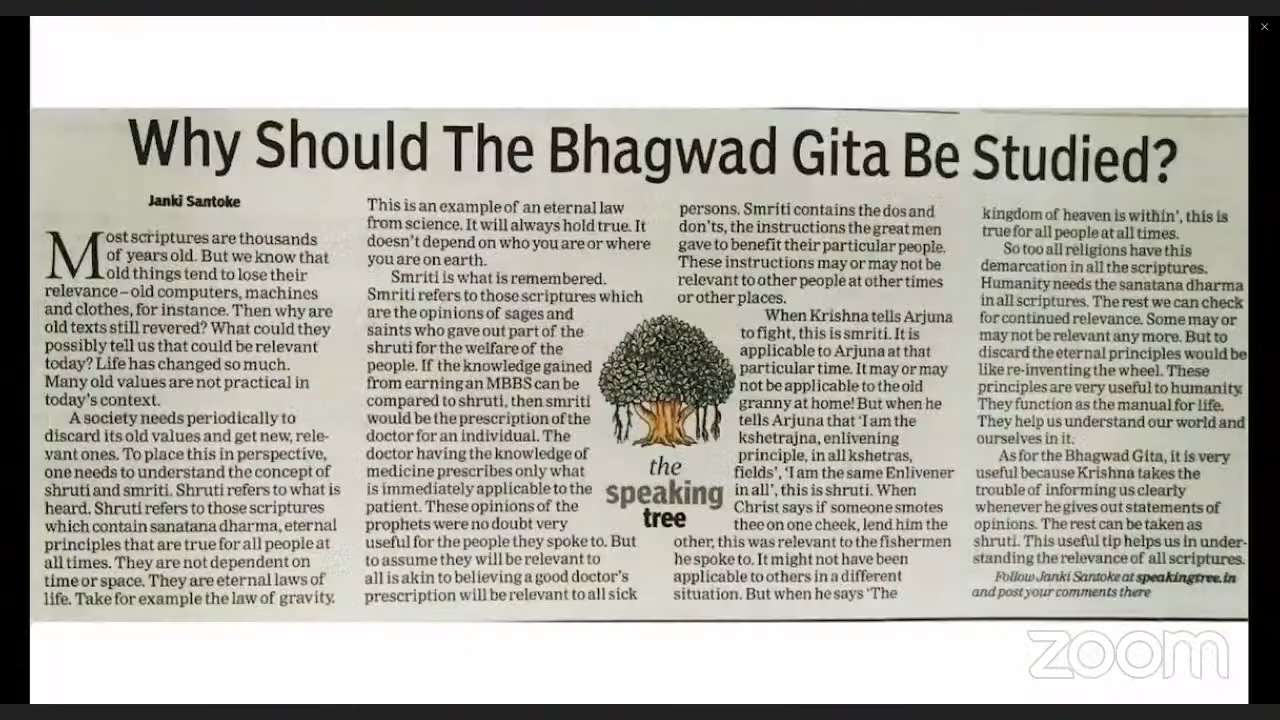 Why Should The Bhagwad Gita Be Studied?
Janki Santoke
Most scriptures are thousands
of years old. But we know that
old things tend to lose their
relevance – old computers, machines
and clothes, for instance. Then why are
old texts still revered? What could they
possibly tell us that could be relevant
today? Life has changed so much.
Many old values are not practical in
today's context.
A society needs periodically to
discard its old values and get new, rele-
vant ones. To place this in perspective,
one needs to understand the concept of
shruti and smriti. Shruti refers to what is
heard. Shruti refers to those scriptures
which contain sanatana dharma, eternal
principles that are true for all people at
all times. They are not dependent on
time or space. They are eternal laws of
life. Take for example the law of gravity.
This is an example of an eternal law
from science. It will always hold true. It
doesn't depend on who you are or where
you are on earth.
Smriti is what is remembered.
Smriti refers to those scriptures which
are the opinions of sages and
saints who gave out part of the
shruti for the welfare of the
people. If the knowledge gained
from earning an MBBS can be
compared to shruti, then smriti
would be the prescription of the
doctor for an individual. The
doctor having the knowledge of
medicine prescribes only what
is immediately applicable to the
patient. These opinions of the
prophets were no doubt very
useful for the people they spoke to. But
to assume they will be relevant to
all is akin to believing a good doctor's
prescription will be relevant to all sick
the
speaking
tree
persons. Smriti contains the dos and
don'ts, the instructions the great men
gave to benefit their particular people.
These instructions may or may not be
relevant to other people at other times
or other places.
When Krishna tells Arjuna
to fight, this is smriti. It is
applicable to Arjuna at that
particular time. It may or may
not be applicable to the old
granny at home! But when he
tells Arjuna that 'I am the
kshetrajna, enlivening
principle, in all kshetras,
fields', 'I am the same Enlivener
in all', this is shruti. When
Christ says if someone smotes
thee on one cheek, lend him the
other, this was relevant to the fishermen
he spoke to. It might not have been
applicable to others in a different
situation. But when he says 'The
kingdom of heaven is within', this is
true for all people at all times.
So too all religions have this
demarcation in all the scriptures.
Humanity needs the sanatana dharma
in all scriptures. The rest we can check
for continued relevance. Some may or
may not be relevant any more. But to
discard the eternal principles would be
like re-inventing the wheel. These
principles are very useful to humanity.
They function as the manual for life.
They help us understand our world and
ourselves in it.
As for the Bhagwad Gita, it is very
useful because Krishna takes the
trouble of informing us clearly
whenever he gives out statements of
opinions. The rest can be taken as
shruti. This useful tip helps us in under-
standing the relevance of all scriptures.
Follow Janki Santoke at speakingtree.in
and post your comments there
zoom